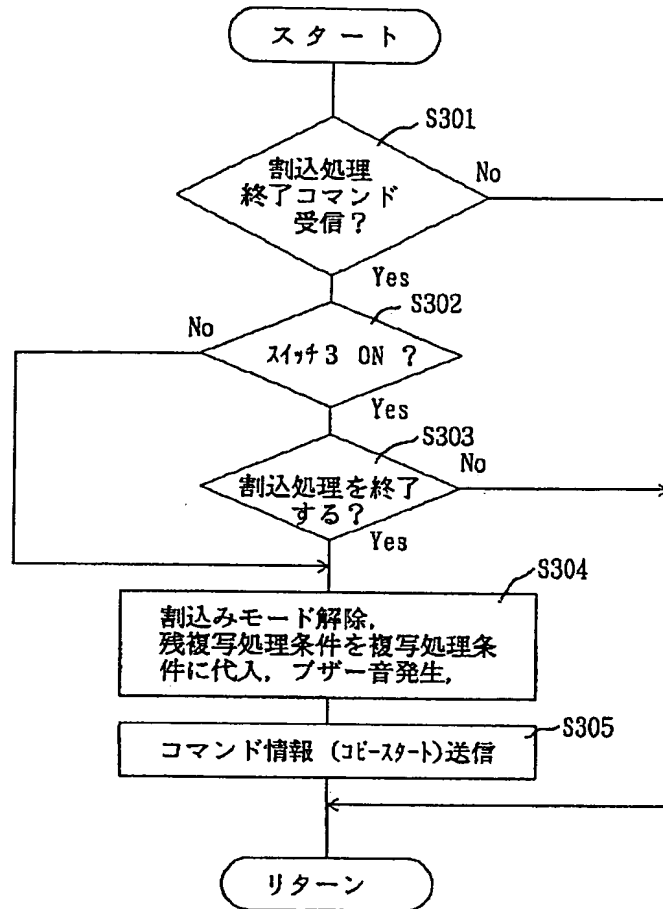 スタート
S301
割込処理
終了コマンド
受信？
No
Yes
S302
No
スイッチ3 ON ？
Yes
S303
割込処理を終了
する？
No
Yes
S304
割込みモード解除，
残複写処理条件を複写処理条
件に代入，ブザー音発生，
S305
コマンド情報 (コピースタート)送信
リターン